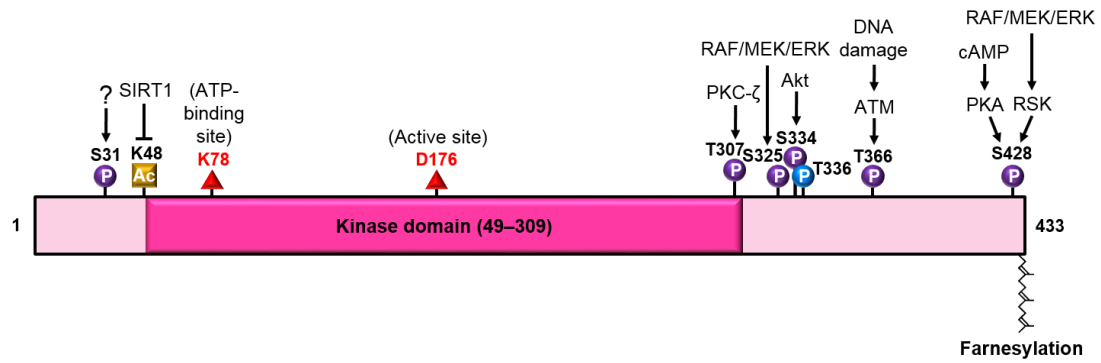 RAF/MEK/ERK
DNA
damage
RAF/MEK/ERK
cAMP
Akt
SIRT1
(ATP-
binding
site)
?
PKC-ζ
ATM
PKA
RSK
(Active site)
S31
K48
K78
D176
T307
S325
S334
T336
T366
S428
P
Ac
P
P
P
P
P
P
1
Kinase domain (49–309)
433
Farnesylation